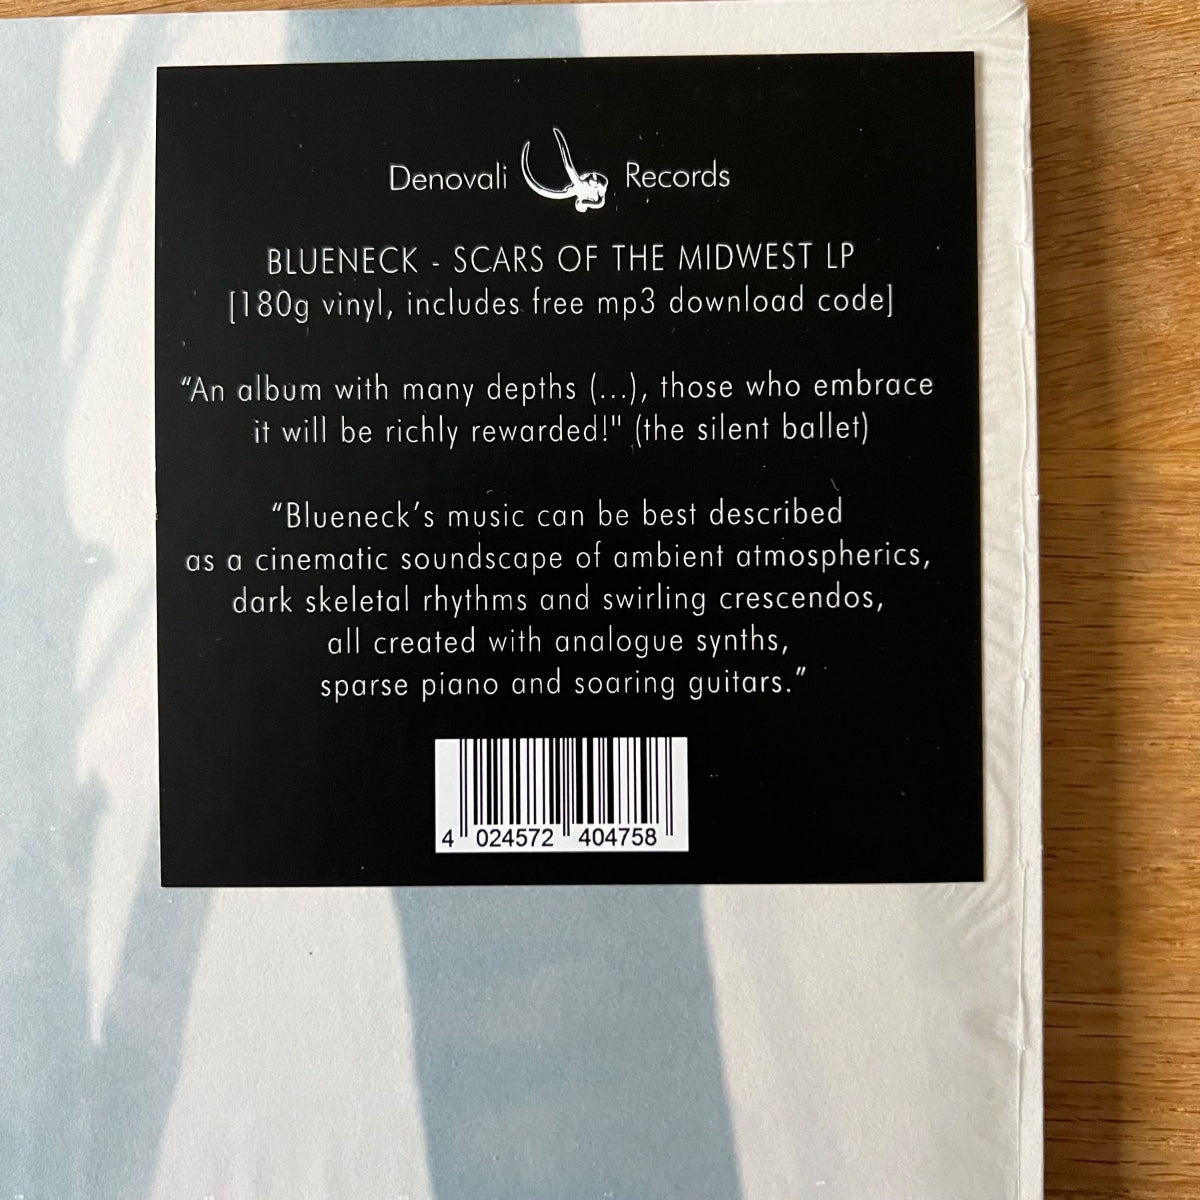 Denovali Records
BLUENECK - SCARS OF THE MIDWEST LP
[180g vinyl, includes free mp3 download code]
“An album with many depths (...), those who embrace
it will be richly rewarded!" (the silent ballet)
“Blueneck’s music can be best described
as a cinematic soundscape of ambient atmospherics,
dark skeletal rhythms and swirling crescendos,
all created with analogue synths,
sparse piano and soaring guitars.”
4 024572 404758